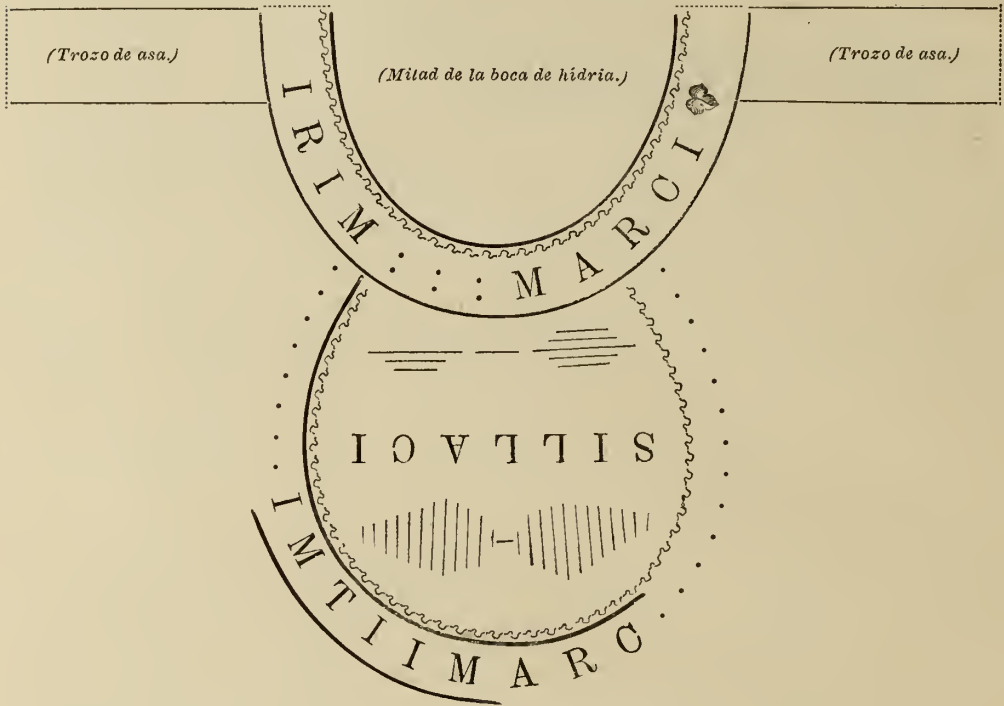 (Trozo de asa.)
(Mitad de la boca de hídria.)
(Trozo de asa.)
IRIM :::: MARCI
SILLACI
IMTIIMARC